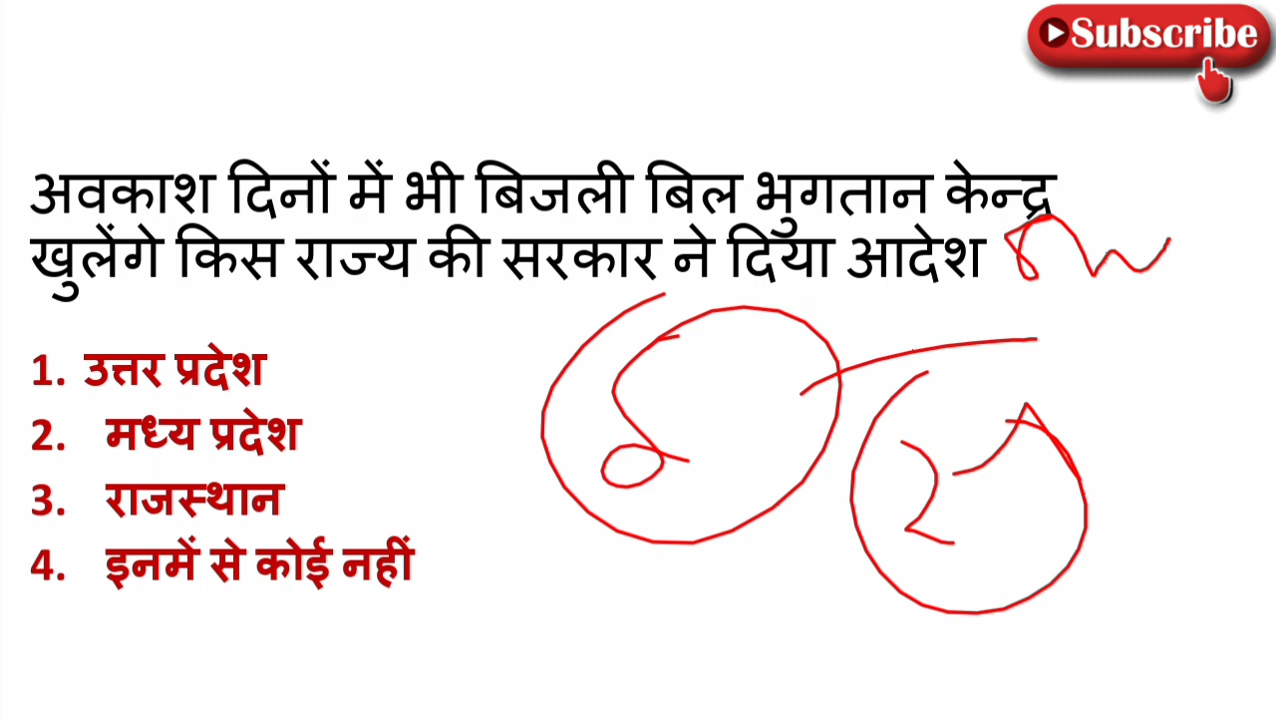 Subscribe
अवकाश दिनों में भी बिजली बिल भुगतान केन्द्र
खुलेंगे किस राज्य की सरकार ने दिया आदेश
1. उत्तर प्रदेश
2. मध्य प्रदेश
3. राजस्थान
4. इनमें से कोई नहीं